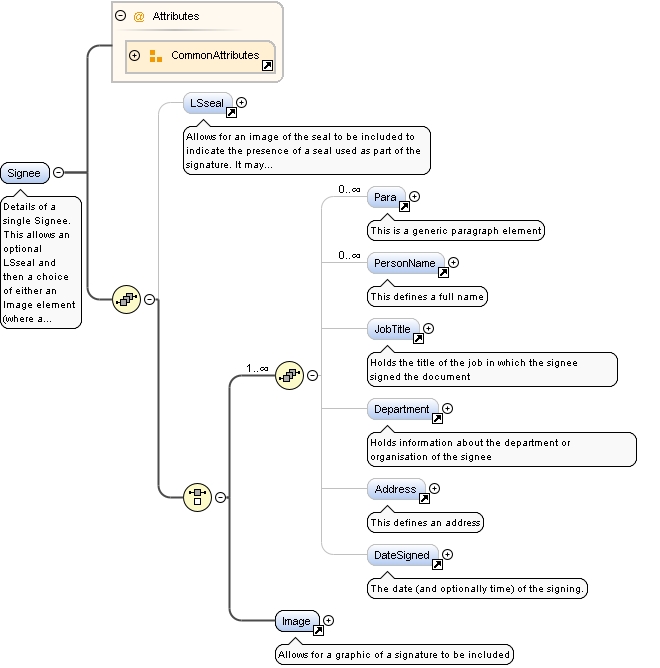 Attributes
CommonAttributes
LSseal
Allows for an image of the seal to be included to
indicate the presence of a seal used as part of the
signature. It may...
Signee
Details of a
single Signee.
This allows an
optional
LSseal and
then a choice
of either an
Image element
(where a...
0..∞
Para
This is a generic paragraph element
0..∞
PersonName
This defines a full name
JobTitle
Holds the title of the job in which the signee
signed the document
1..∞
Department
Holds information about the department or
organisation of the signee
Address
This defines an address
DateSigned
The date (and optionally time) of the signing.
Image
Allows for a graphic of a signature to be included